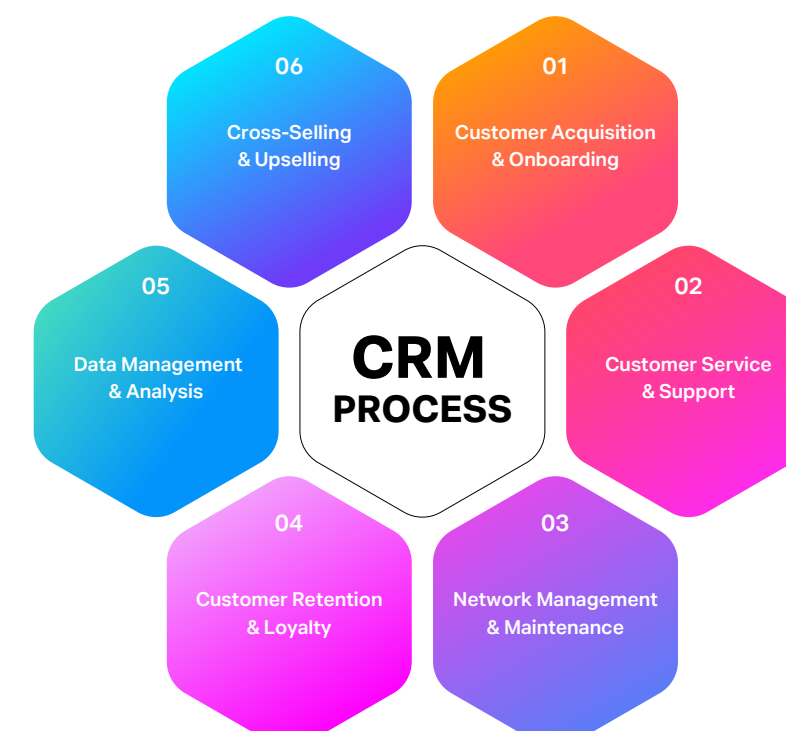 CRM
PROCESS
01
Customer Acquisition
& Onboarding
02
Customer Service
& Support
03
Network Management
& Maintenance
04
Customer Retention
& Loyalty
05
Data Management
& Analysis
06
Cross-Selling
& Upselling